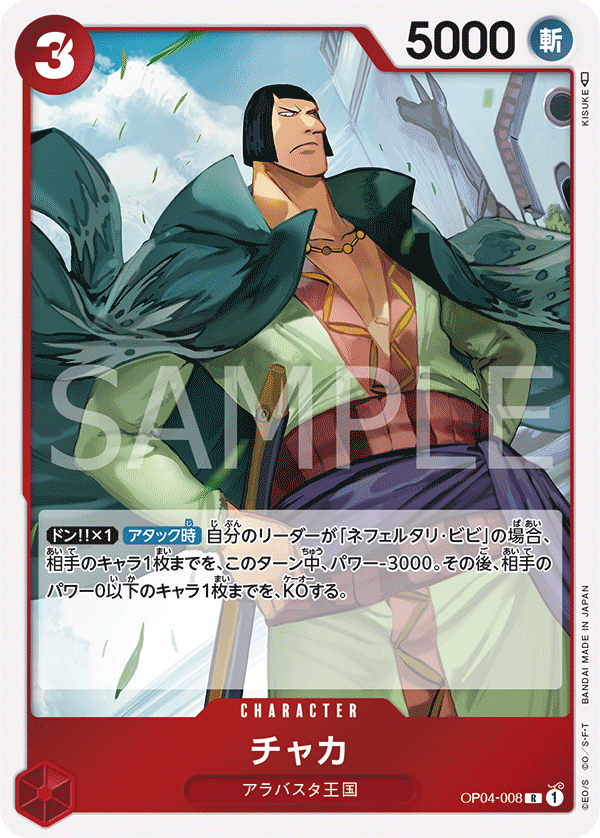 3
5000
斬
KISUKE
SAMPLE
ドン!!×1 アタック時 自分のリーダーが「ネフェルタリ・ビビ」の場合、
相手のキャラ1枚までを、このターン中、パワー-3000。その後、相手の
パワー0以下のキャラ1枚までを、KOする。
CHARACTER
チャカ
アラバスタ王国
OP04-008 R 1
©E.O/S ©O/S・F・T BANDAI MADE IN JAPAN